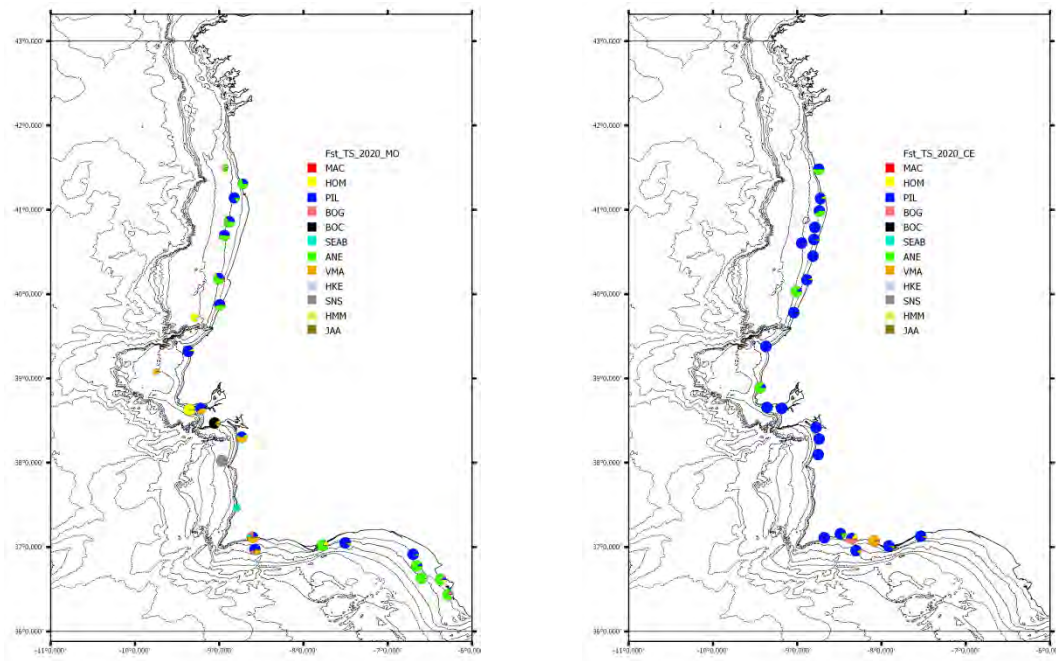 43°0.000'
42°0.000'
41°0.000'
40°0.000'
39°0.000'
38°0.000'
37°0.000'
36°0.000'
Fst_TS_2020_MO
MAC
HOM
PIL
BOG
BOC
SEAB
ANE
VMA
HKE
SNS
HMM
JAA
-11°0.000' -10°0.000' -9°0.000' -8°0.000' -7°0.000' -6°0.000'
43°0.000'
42°0.000'
41°0.000'
40°0.000'
39°0.000'
38°0.000'
37°0.000'
36°0.000'
Fst_TS_2020_CE
MAC
HOM
PIL
BOG
BOC
SEAB
ANE
VMA
HKE
SNS
HMM
JAA
-11°0.000' -10°0.000' -9°0.000' -8°0.000' -7°0.000' -6°0.000'